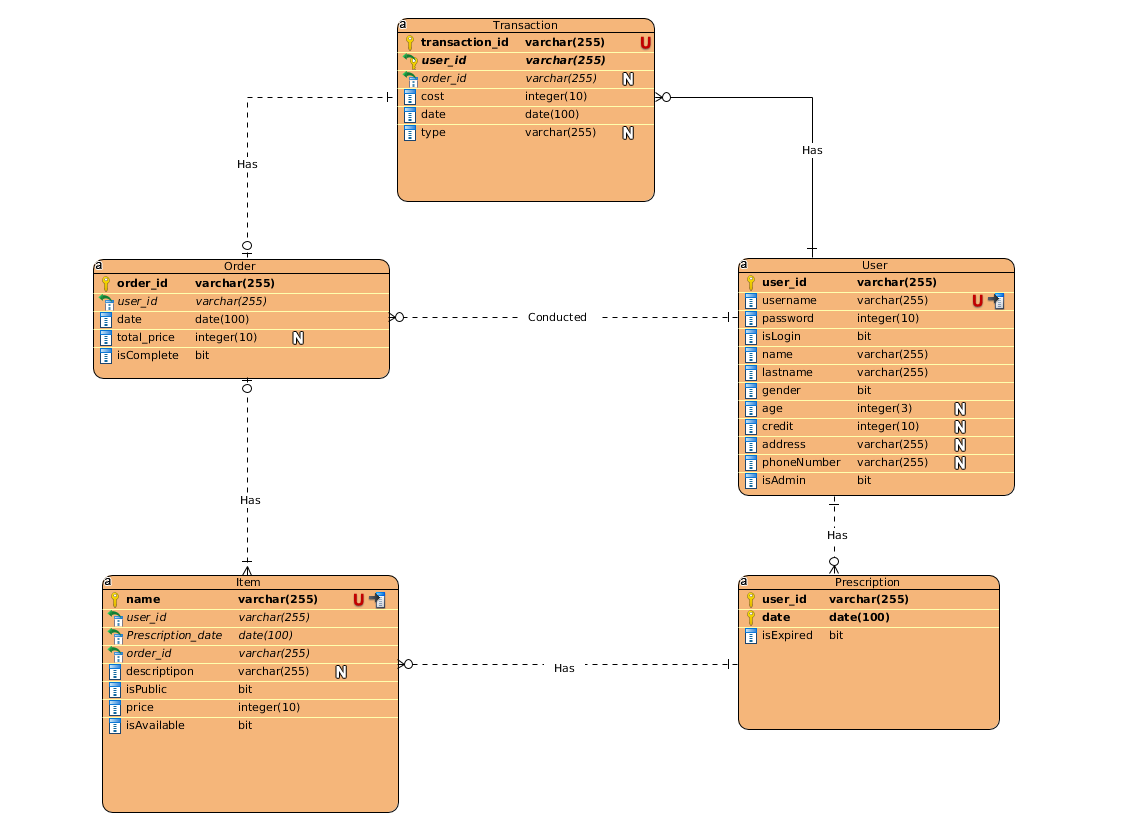 a Transaction
transaction_id varchar(255) U
user_id varchar(255)
order_id varchar(255) N
cost integer(10)
date date(100)
type varchar(255) N
Has
Has
a Order
order_id varchar(255)
user_id varchar(255)
date date(100)
total_price integer(10) N
isComplete bit
Conducted
a User
user_id varchar(255)
username varchar(255) U
password integer(10)
isLogin bit
name varchar(255)
lastname varchar(255)
gender bit
age integer(3) N
credit integer(10) N
address varchar(255) N
phoneNumber varchar(255) N
isAdmin bit
Has
Has
a Item
name varchar(255) U
user_id varchar(255)
Prescription_date date(100)
order_id varchar(255)
descriptipon varchar(255) N
isPublic bit
price integer(10)
isAvailable bit
Has
a Prescription
user_id varchar(255)
date date(100)
isExpired bit